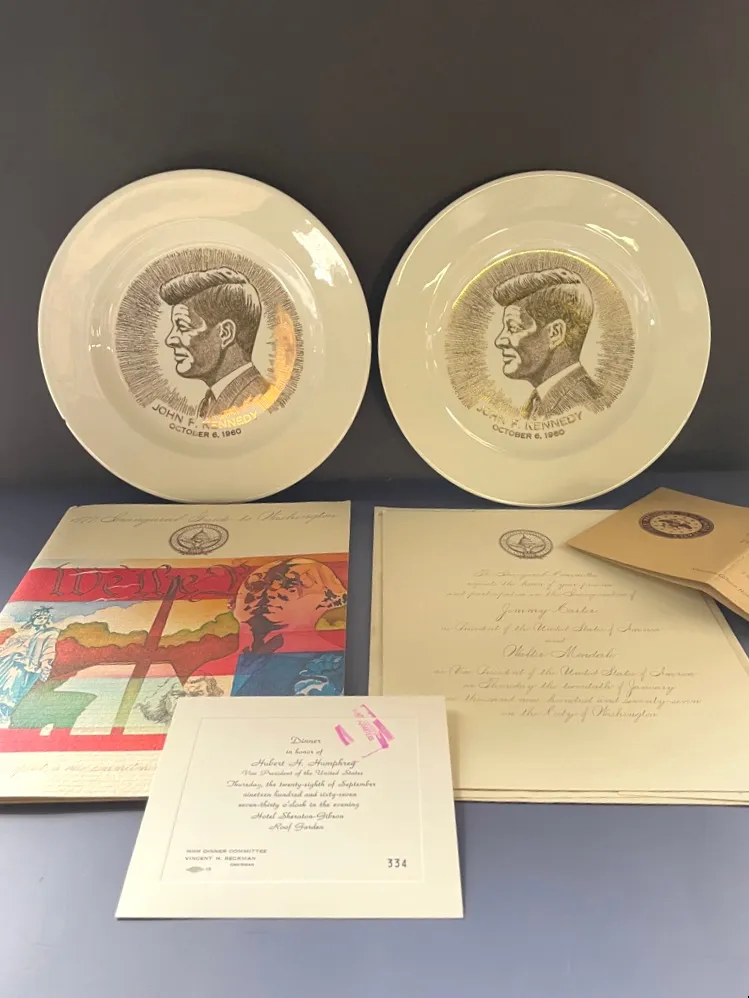 JOHN F. KENNEDY
OCTOBER 6, 1960
JOHN F. KENNEDY
OCTOBER 6, 1960
1977 Inaugural Guide to Washington
We the Pe
The Inaugural Committee
requests the honor of your presence
and participation in the Inauguration of
Jimmy Carter
as President of the United States of America
and
Walter Mondale
as Vice President of the United States of America
on Thursday the twentieth of January
one thousand nine hundred and seventy-seven
in the City of Washington
Dinner
in honor of
Hubert H. Humphrey
Vice President of the United States
Thursday, the twenty-eighth of September
nineteen hundred and sixty-seven
seven-thirty o'clock in the evening
Hotel Sheraton-Gibson
Roof Garden
DINNER COMMITTEE
VINCENT H. BECKMAN
CHAIRMAN
334